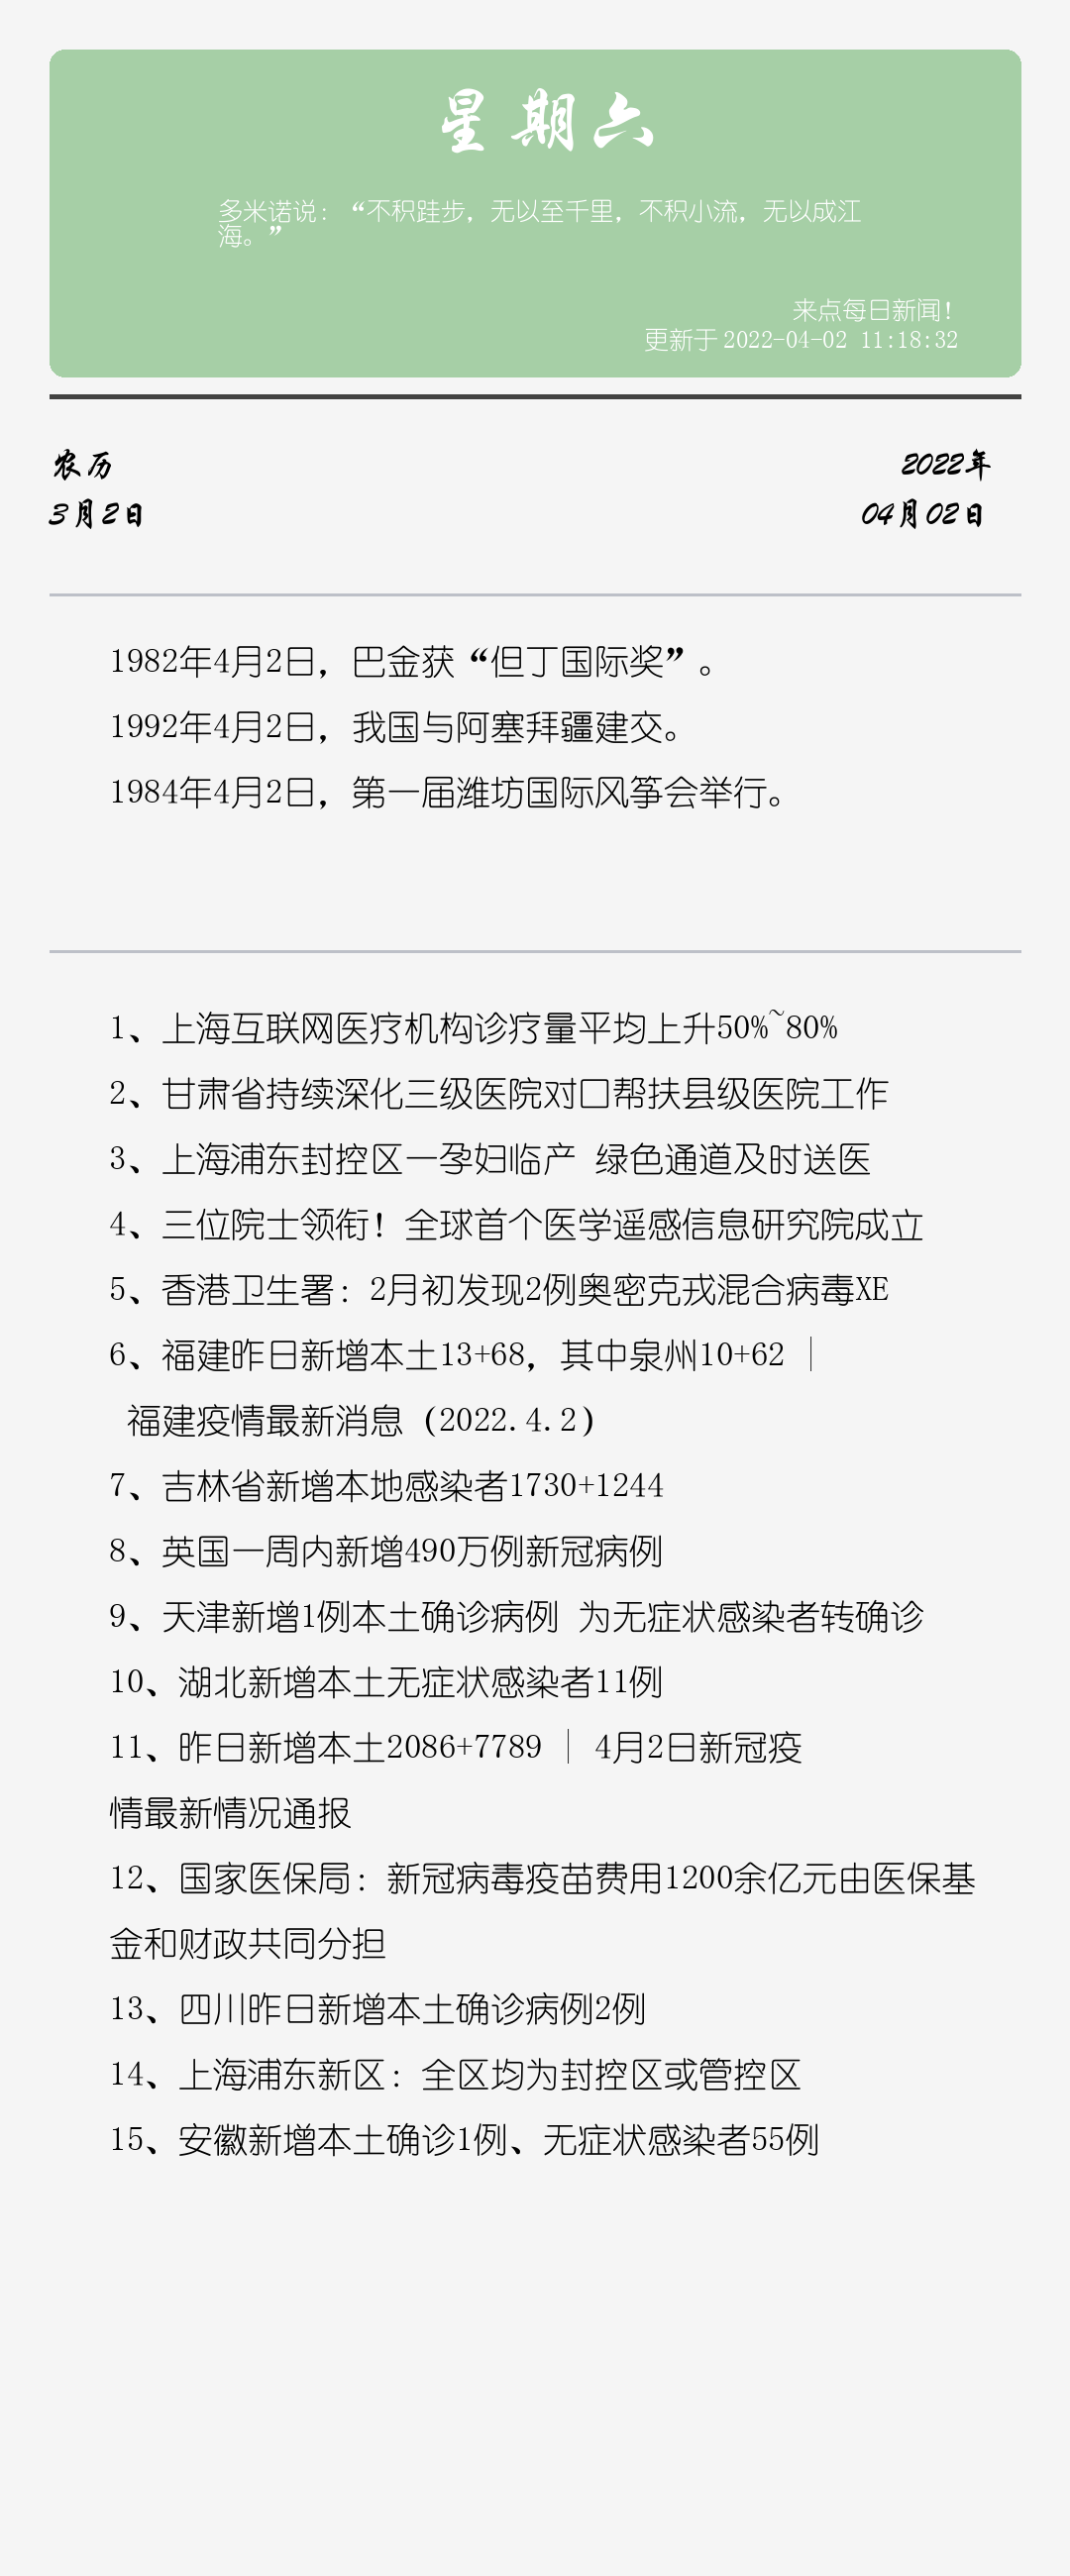 星期六
多米诺说：“不积跬步，无以至千里，不积小流，无以成江
海。”
来点每日新闻！
更新于2022-04-02 11:18:32
农历
3月2日
2022年
04月02日
1982年4月2日，巴金获“但丁国际奖”。
1992年4月2日，我国与阿塞拜疆建交。
1984年4月2日，第一届潍坊国际风筝会举行。
1、上海互联网医疗机构诊疗量平均上升50%~80%
2、甘肃省持续深化三级医院对口帮扶县级医院工作
3、上海浦东封控区一孕妇临产 绿色通道及时送医
4、三位院士领衔！全球首个医学遥感信息研究院成立
5、香港卫生署：2月初发现2例奥密克戎混合病毒XE
6、福建昨日新增本土13+68，其中泉州10+62 |
福建疫情最新消息（2022.4.2）
7、吉林省新增本地感染者1730+1244
8、英国一周内新增490万例新冠病例
9、天津新增1例本土确诊病例 为无症状感染者转确诊
10、湖北新增本土无症状感染者11例
11、昨日新增本土2086+7789 | 4月2日新冠疫
情最新情况通报
12、国家医保局：新冠病毒疫苗费用1200余亿元由医保基
金和财政共同分担
13、四川昨日新增本土确诊病例2例
14、上海浦东新区：全区均为封控区或管控区
15、安徽新增本土确诊1例、无症状感染者55例